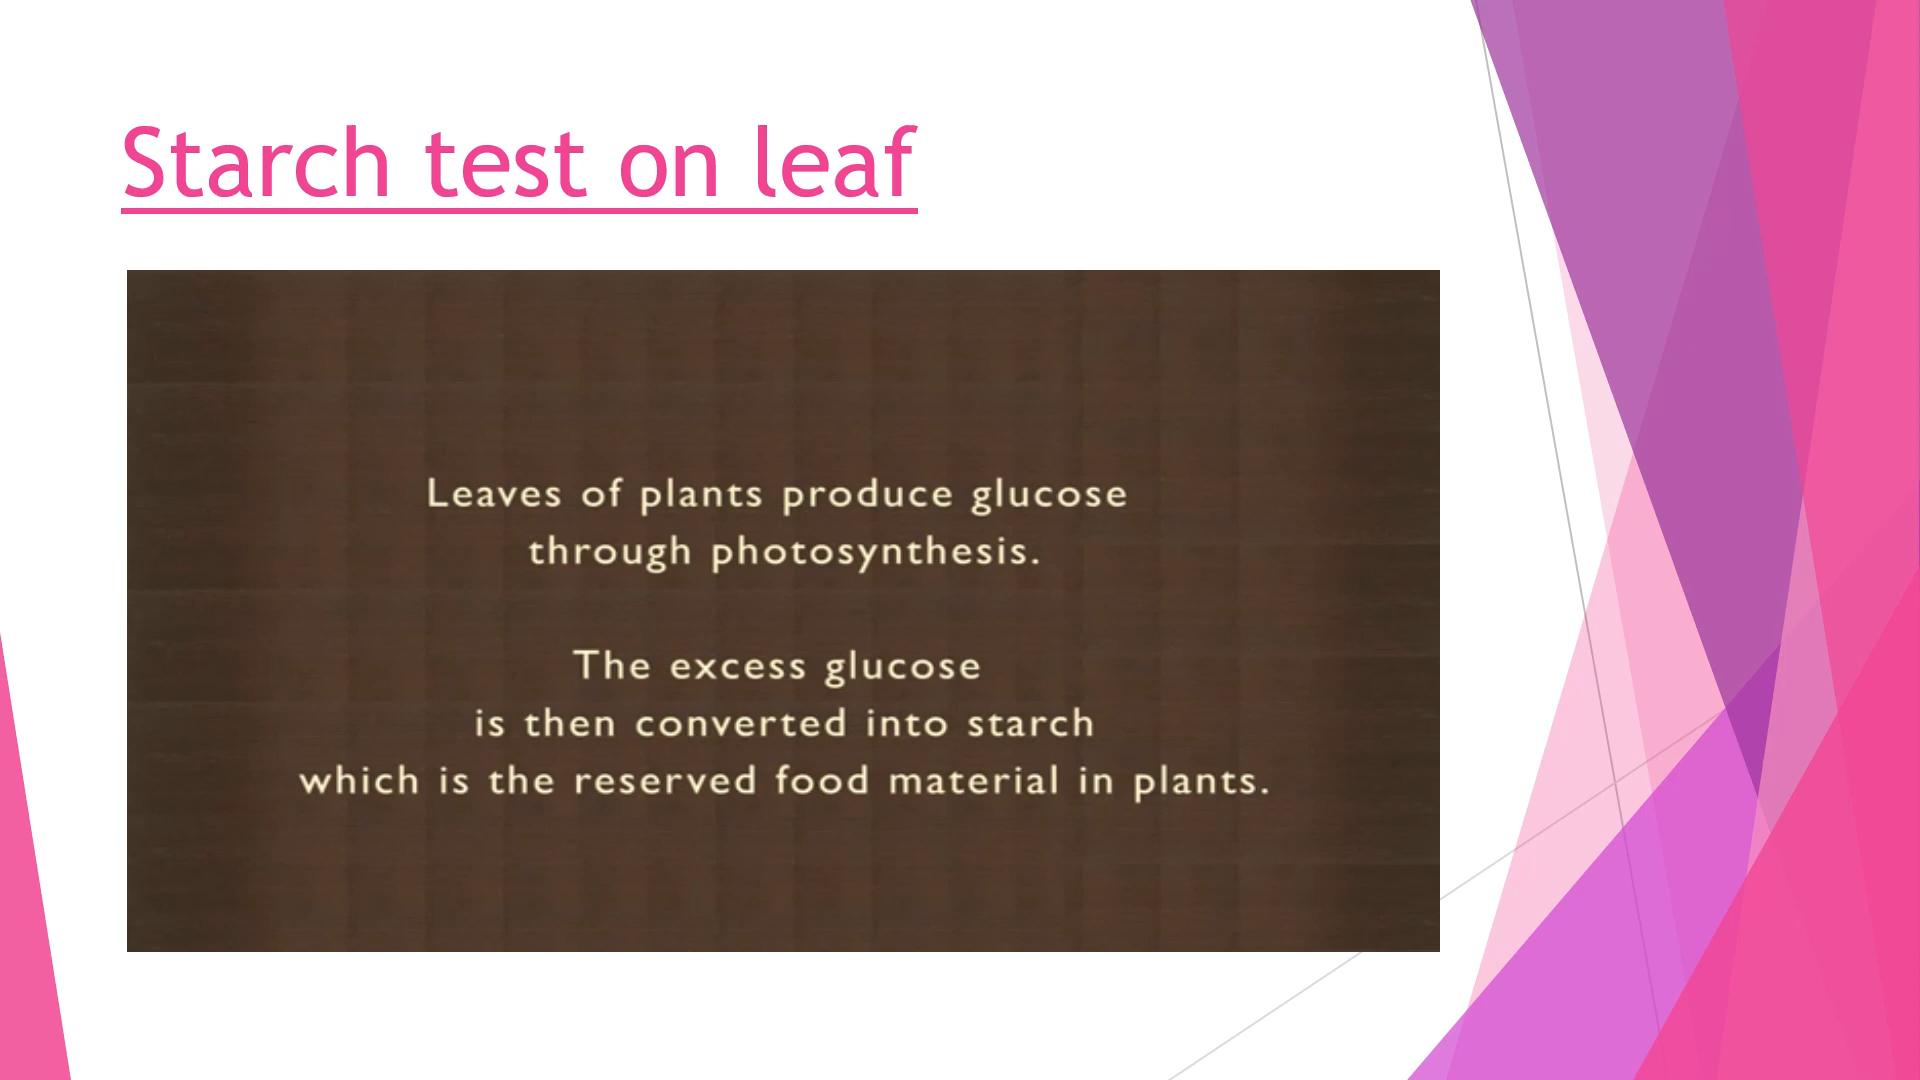 Starch test on leaf
Leaves of plants produce glucose
through photosynthesis.
The excess glucose
is then converted into starch
which is the reserved food material in plants.